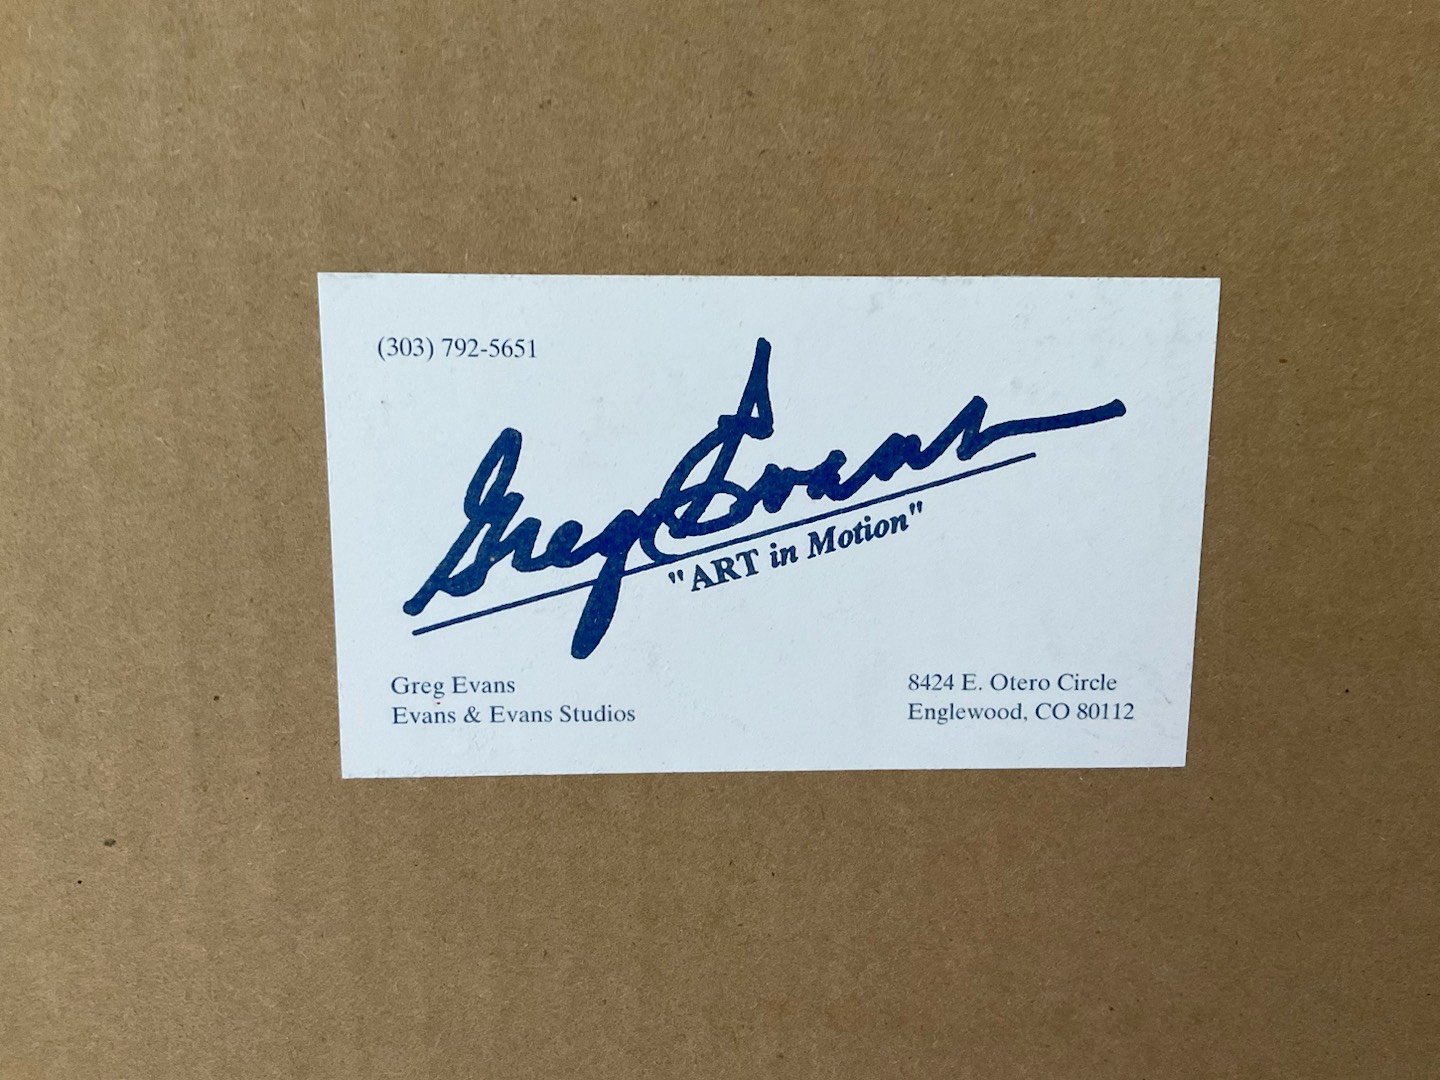 (303) 792-5651
Greg Evans
"ART in Motion"
Greg Evans
Evans & Evans Studios
8424 E. Otero Circle
Englewood, CO 80112